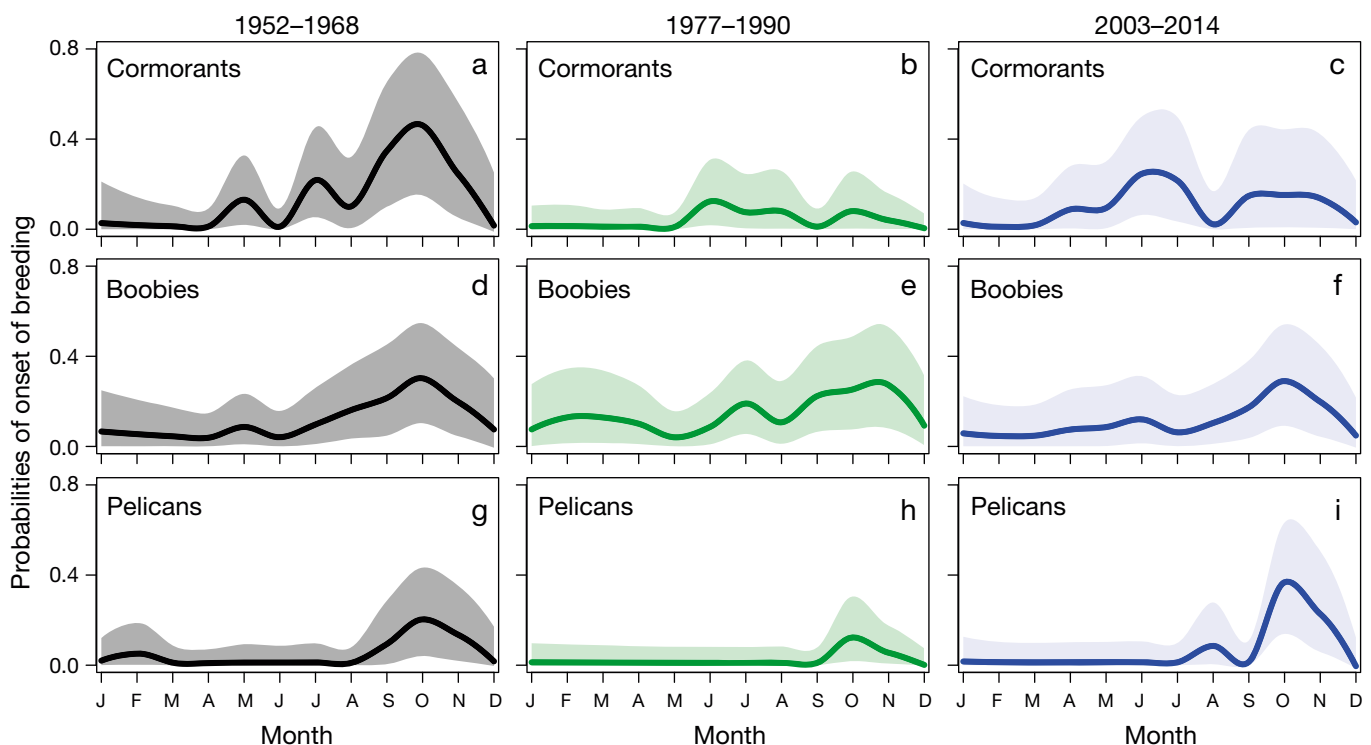 1952–1968 1977–1990 2003–2014
Probabilities of onset of breeding
0.8
0.4
0.0
Cormorants a
Cormorants b
Cormorants c
0.8
0.4
0.0
Boobies d
Boobies e
Boobies f
0.8
0.4
0.0
Pelicans g
Pelicans h
Pelicans i
J F M A M J J A S O N D
J F M A M J J A S O N D
J F M A M J J A S O N D
Month Month Month